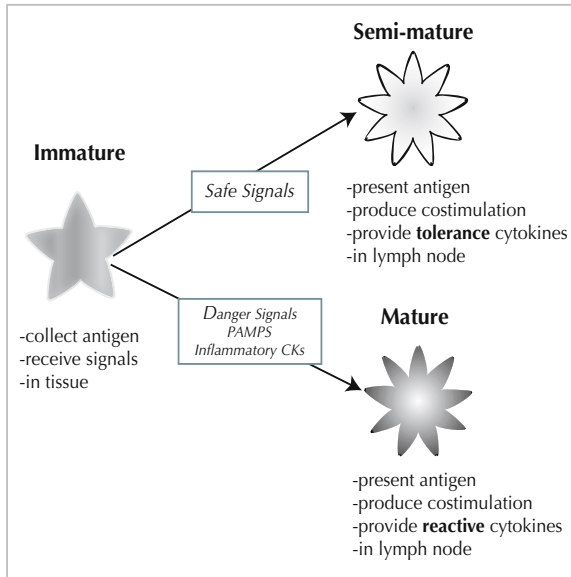 Semi-mature
Immature
Safe Signals
-present antigen
-produce costimulation
-provide tolerance cytokines
-in lymph node
Danger Signals
PAMPS
Inflammatory CKs
-collect antigen
-receive signals
-in tissue
Mature
-present antigen
-produce costimulation
-provide reactive cytokines
-in lymph node